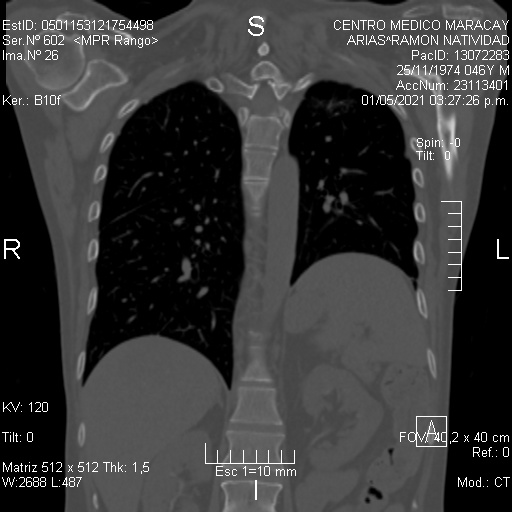 EstID: 0501153121754498
Ser.Nº 602 <MPR Rango>
Ima.Nº 26
Ker.: B10f
S
CENTRO MEDICO MARACAY
ARIAS^RAMON NATIVIDAD
PacID: 13072283
25/11/1974 046Y M
AccNum: 23113401
01/05/2021 03:27:26 p.m.
Spin: -0
Tilt: 0
R
L
KV: 120
Tilt: 0
Matriz 512 x 512 Thk: 1,5
W:2688 L:487
Esc 1=10 mm
I
A
FOV: 40,2 x 40 cm
Ref.: 0
Mod.: CT